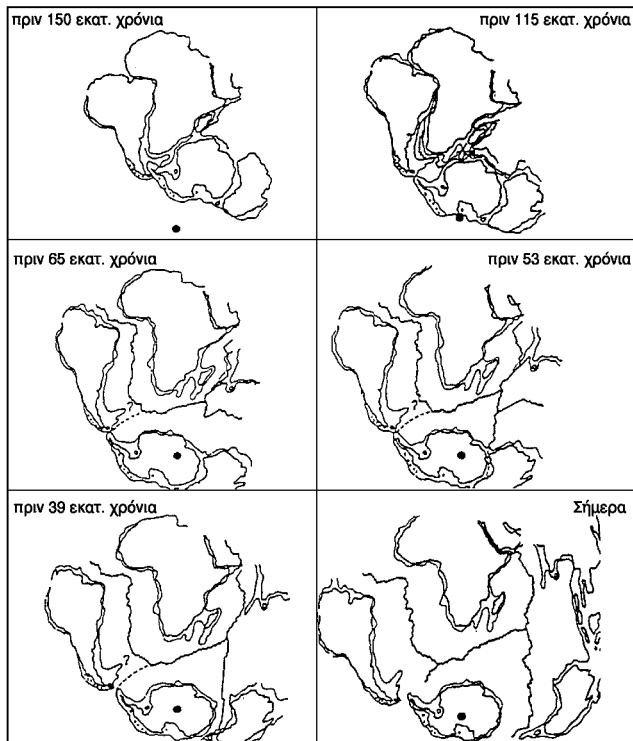 πριν 150 εκατ. χρόνια
πριν 115 εκατ. χρόνια
πριν 65 εκατ. χρόνια
πριν 53 εκατ. χρόνια
πριν 39 εκατ. χρόνια
Σήμερα